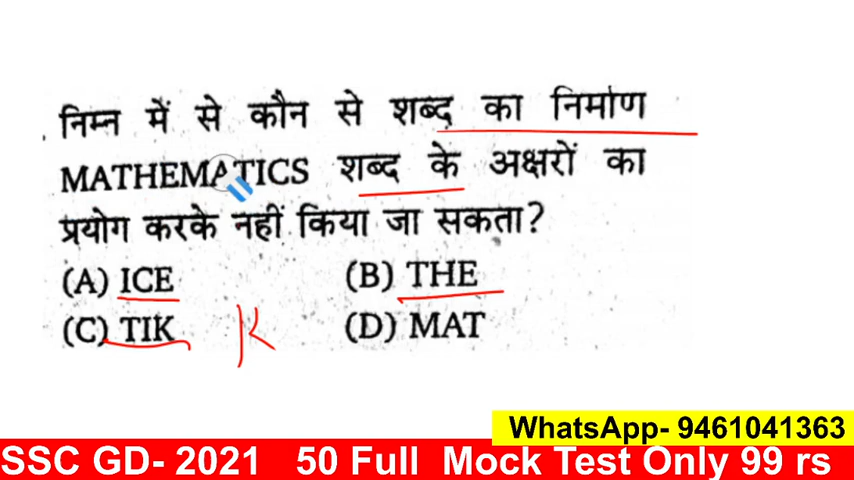 निम्न में से कौन से शब्द का निर्माण
MATHEMATICS शब्द के अक्षरों का
प्रयोग करके नहीं किया जा सकता?
(A) ICE (B) THE
(C) TIK K (D) MAT
WhatsApp- 9461041363
SSC GD- 2021 50 Full Mock Test Only 99 rs